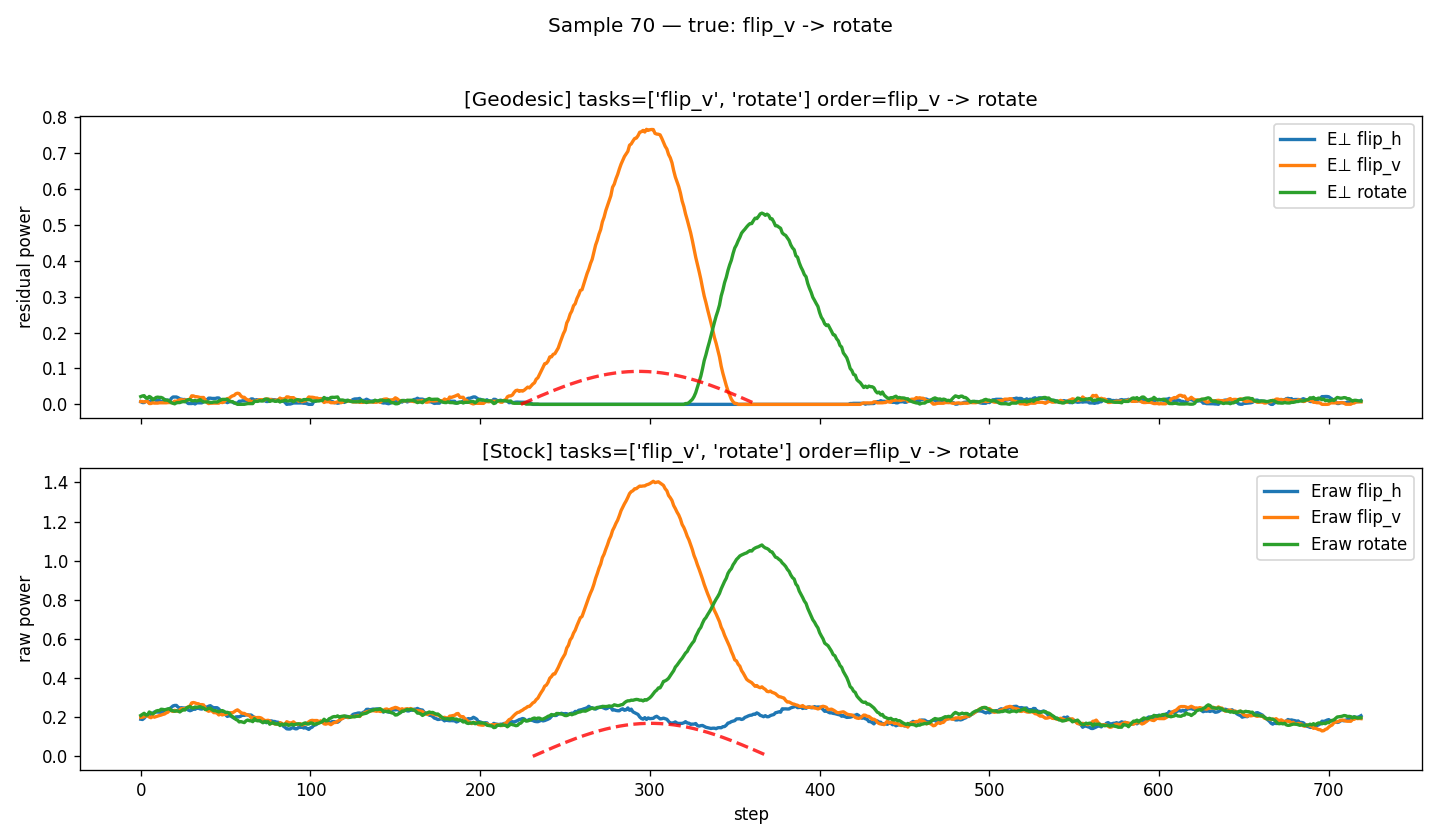 Sample 70 — true: flip_v -> rotate
[Geodesic] tasks=['flip_v', 'rotate'] order=flip_v -> rotate
0.8
0.7
0.6
0.5
0.4
0.3
0.2
0.1
0.0
residual power
E⊥ flip_h
E⊥ flip_v
E⊥ rotate
[Stock] tasks=['flip_v', 'rotate'] order=flip_v -> rotate
1.4
1.2
1.0
0.8
0.6
0.4
0.2
0.0
raw power
Eraw flip_h
Eraw flip_v
Eraw rotate
0 100 200 300 400 500 600 700
step